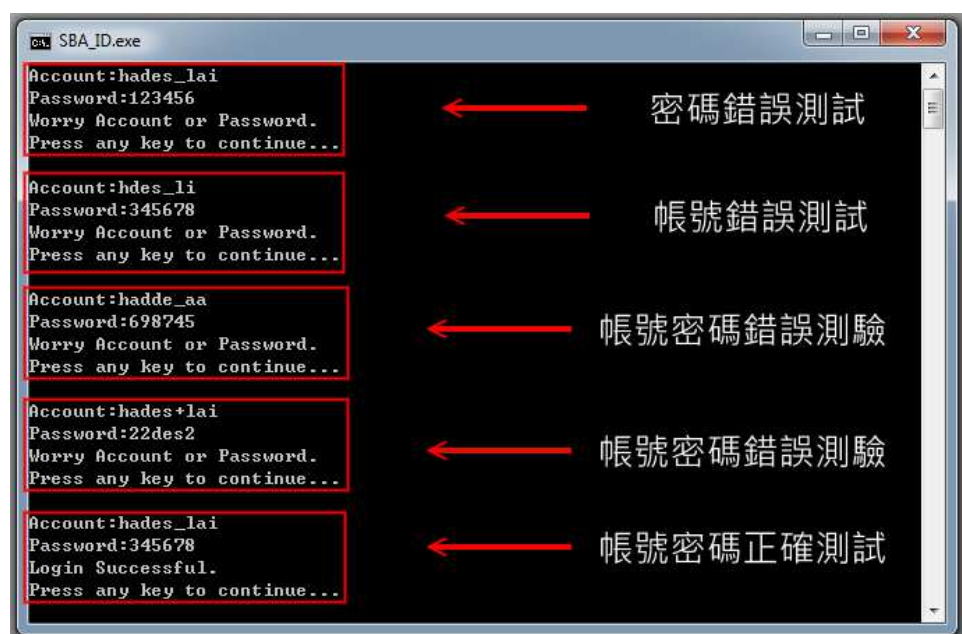 SBA_ID.exe
Account:hades_lai
Password:123456
Worry Account or Password.
Press any key to continue...
密碼錯誤測試
Account:hdes_li
Password:345678
Worry Account or Password.
Press any key to continue...
帳號錯誤測試
Account:hadde_aa
Password:698745
Worry Account or Password.
Press any key to continue...
帳號密碼錯誤測驗
Account:hades+lai
Password:22des2
Worry Account or Password.
Press any key to continue...
帳號密碼錯誤測驗
Account:hades_lai
Password:345678
Login Successful.
Press any key to continue...
帳號密碼正確測試